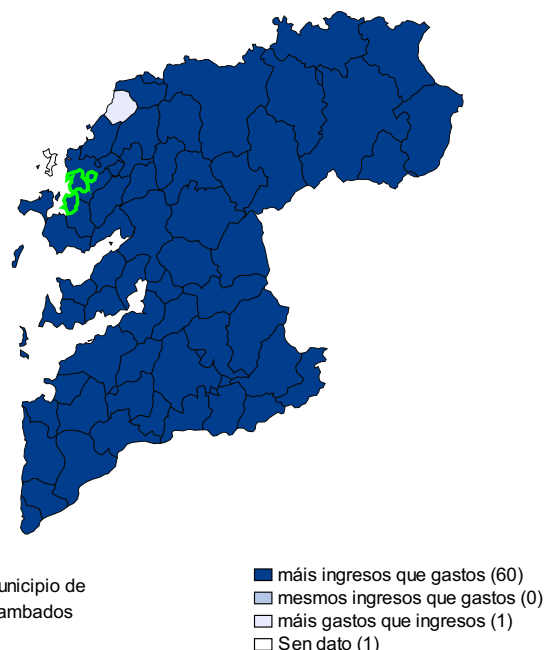 unicipio de
ambados
máis ingresos que gastos (60)
mesmos ingresos que gastos (0)
máis gastos que ingresos (1)
Sen dato (1)